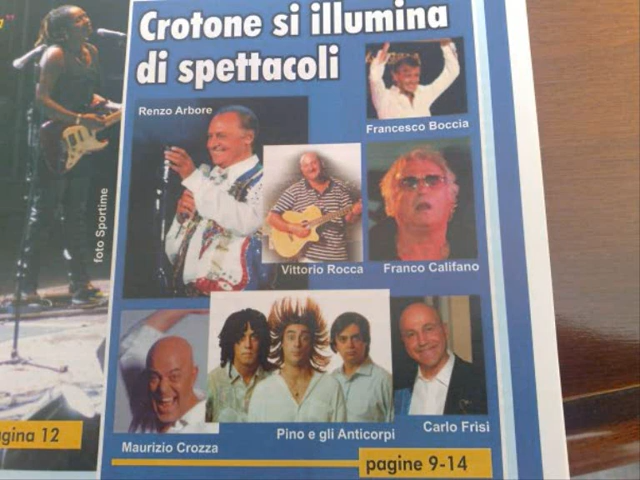 Crotone si illumina
di spettacoli
Renzo Arbore
Francesco Boccia
foto Sportime
Vittorio Rocca
Franco Califano
Maurizio Crozza
Pino e gli Anticorpi
Carlo Frisi
agina 12
pagine 9-14